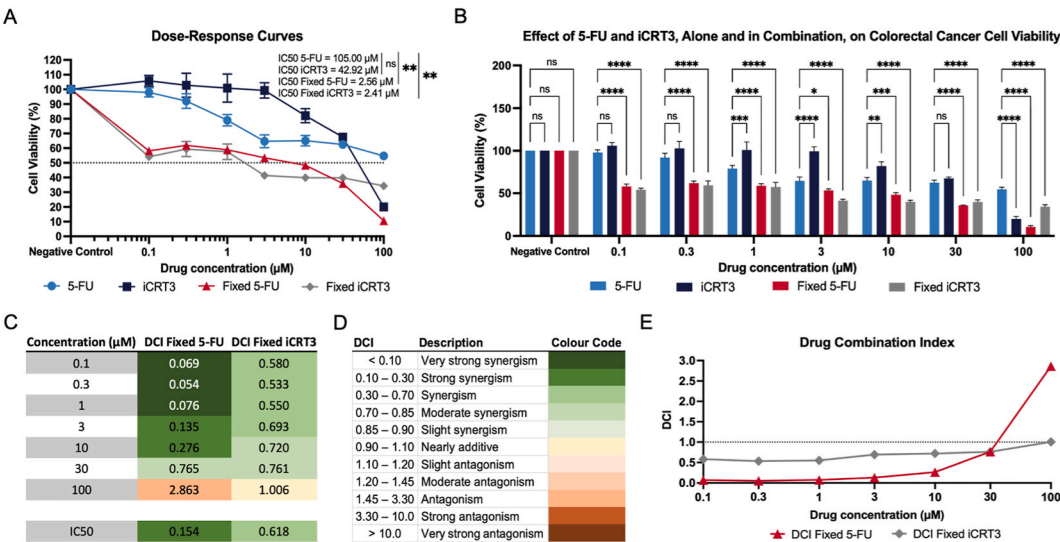 A
Dose-Response Curves
IC50 5-FU = 105.00 µM
IC50 iCRT3 = 42.92 µM
IC50 Fixed 5-FU = 2.56 µM
IC50 Fixed iCRT3 = 2.41 µM
ns
**
**
Cell Viability (%)
120
110
100
90
80
70
60
50
40
30
20
10
0
Negative Control 0.1 1 10 100
Drug concentration (µM)
5-FU iCRT3 Fixed 5-FU Fixed iCRT3
B
Effect of 5-FU and iCRT3, Alone and in Combination, on Colorectal Cancer Cell Viability
Cell Viability (%)
200
150
100
50
0
ns **** **** **** **** **** **** ****
ns **** **** **** * *** **** ****
ns ns ns *** **** ** ns ****
Negative Control 0.1 0.3 1 3 10 30 100
Drug concentration (µM)
5-FU iCRT3 Fixed 5-FU Fixed iCRT3
C
Concentration (µM) DCI Fixed 5-FU DCI Fixed iCRT3
0.1 0.069 0.580
0.3 0.054 0.533
1 0.076 0.550
3 0.135 0.693
10 0.276 0.720
30 0.765 0.761
100 2.863 1.006
IC50 0.154 0.618
D
DCI Description Colour Code
< 0.10 Very strong synergism
0.10 – 0.30 Strong synergism
0.30 – 0.70 Synergism
0.70 – 0.85 Moderate synergism
0.85 – 0.90 Slight synergism
0.90 – 1.10 Nearly additive
1.10 – 1.20 Slight antagonism
1.20 – 1.45 Moderate antagonism
1.45 – 3.30 Antagonism
3.30 – 10.0 Strong antagonism
> 10.0 Very strong antagonism
E
Drug Combination Index
DCI
3.0
2.5
2.0
1.5
1.0
0.5
0.0
0.1 0.3 1 3 10 30 100
Drug concentration (µM)
DCI Fixed 5-FU DCI Fixed iCRT3